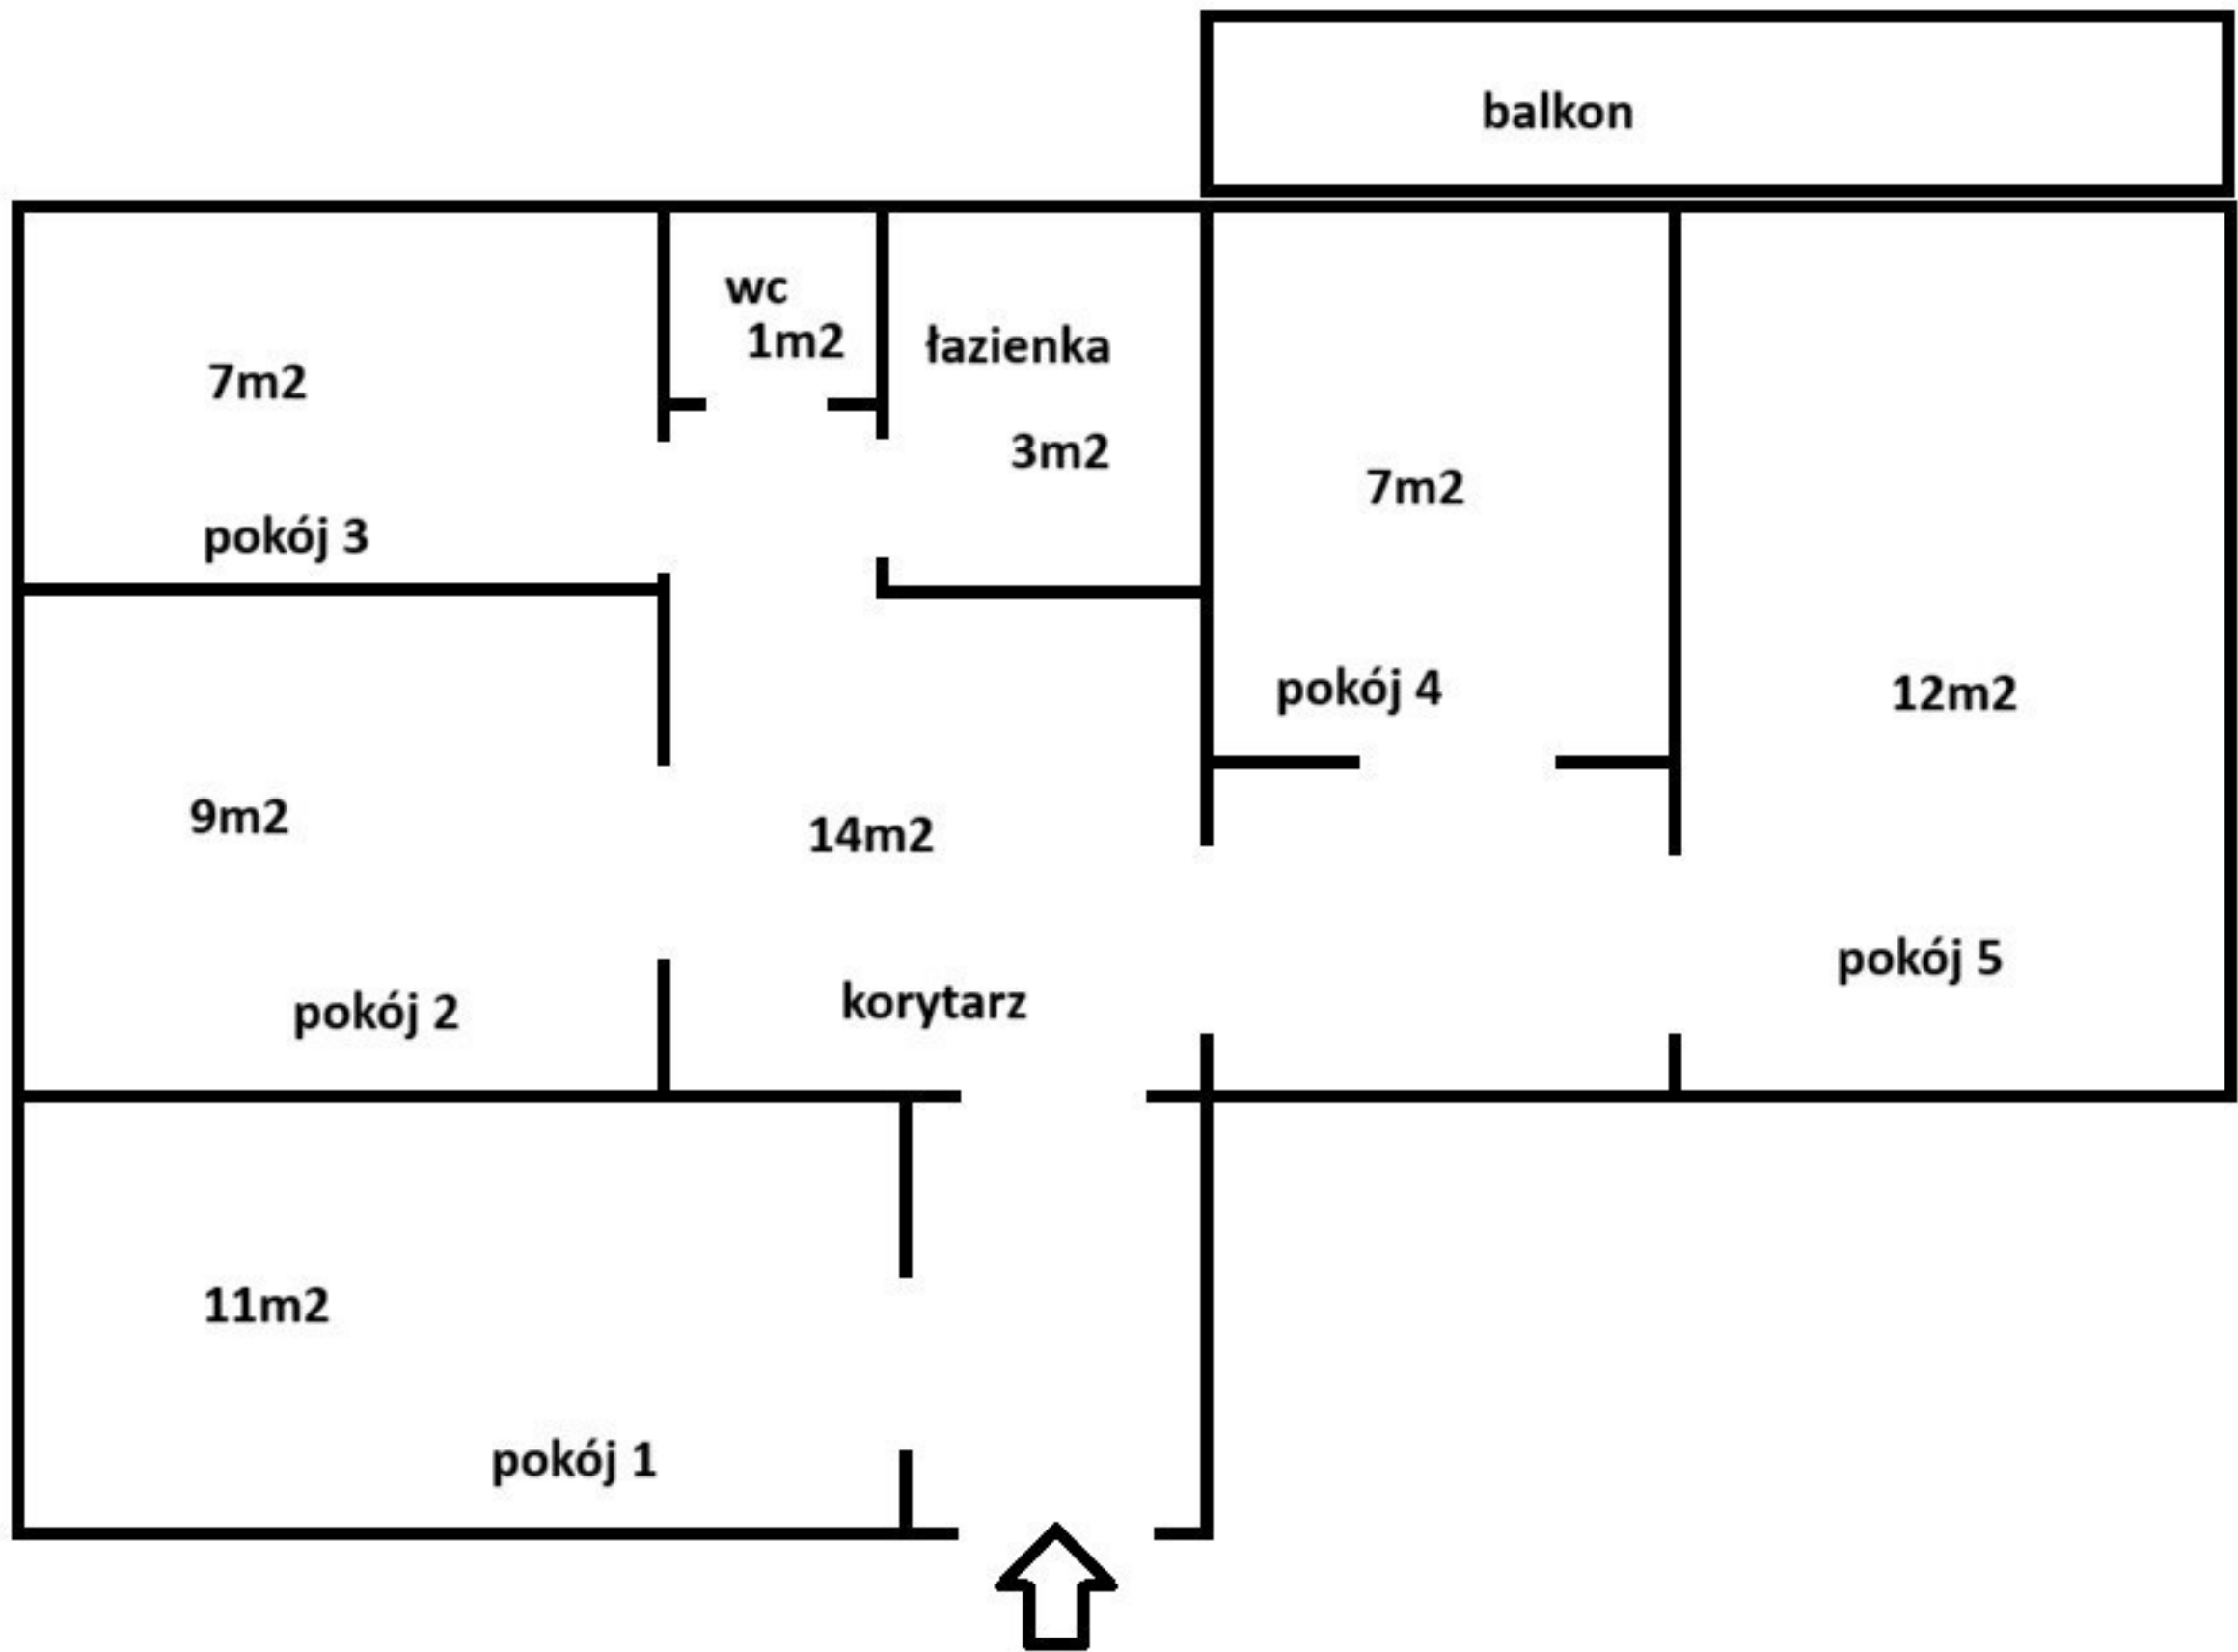 balkon
wc
1m2
łazienka
3m2
7m2
pokój 3
7m2
pokój 4
12m2
pokój 5
9m2
pokój 2
14m2
korytarz
11m2
pokój 1